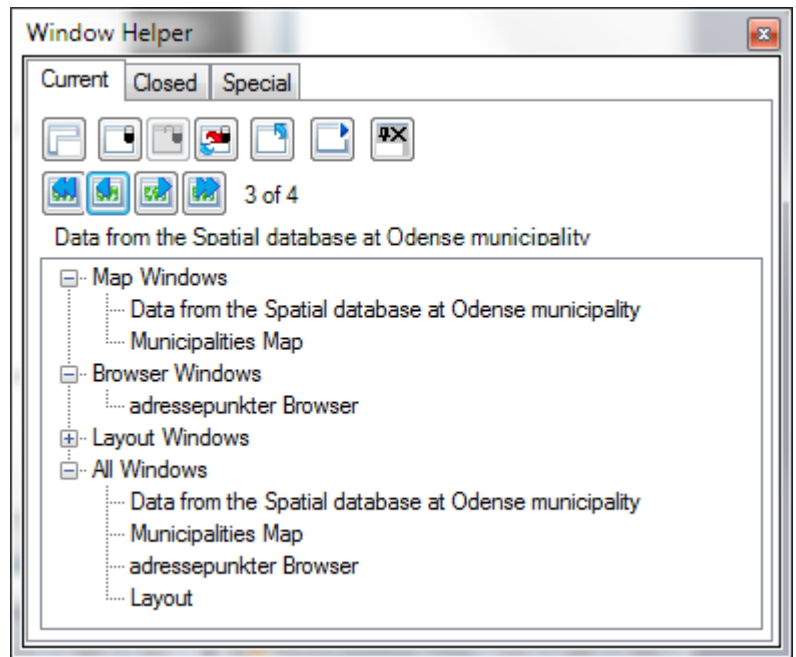 Window Helper
Current Closed Special
4X
3 of 4
Data from the Spatial database at Odense municipality
Map Windows
Data from the Spatial database at Odense municipality
Municipalities Map
Browser Windows
adressepunkter Browser
Layout Windows
All Windows
Data from the Spatial database at Odense municipality
Municipalities Map
adressepunkter Browser
Layout